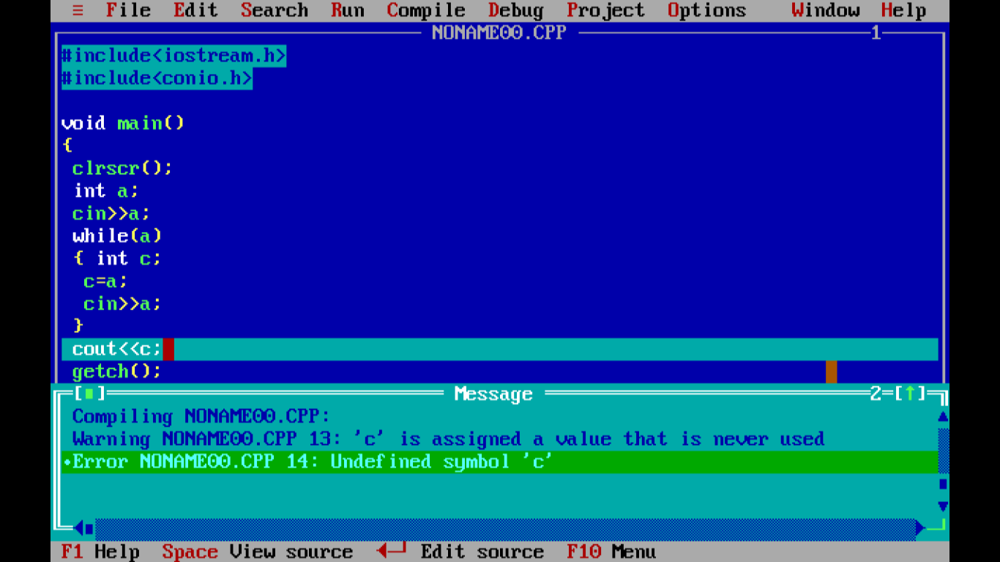 ≡ File Edit Search Run Compile Debug Project Options Window Help
NONAME00.CPP 1
#include<iostream.h>
#include<conio.h>
void main()
{
clrscr();
int a;
cin>>a;
while(a)
{ int c;
c=a;
cin>>a;
}
cout<<c;
getch();
[■] Message 2=[↑]
Compiling NONAME00.CPP:
Warning NONAME00.CPP 13: 'c' is assigned a value that is never used
•Error NONAME00.CPP 14: Undefined symbol 'c'
F1 Help Space View source ◄─┘ Edit source F10 Menu